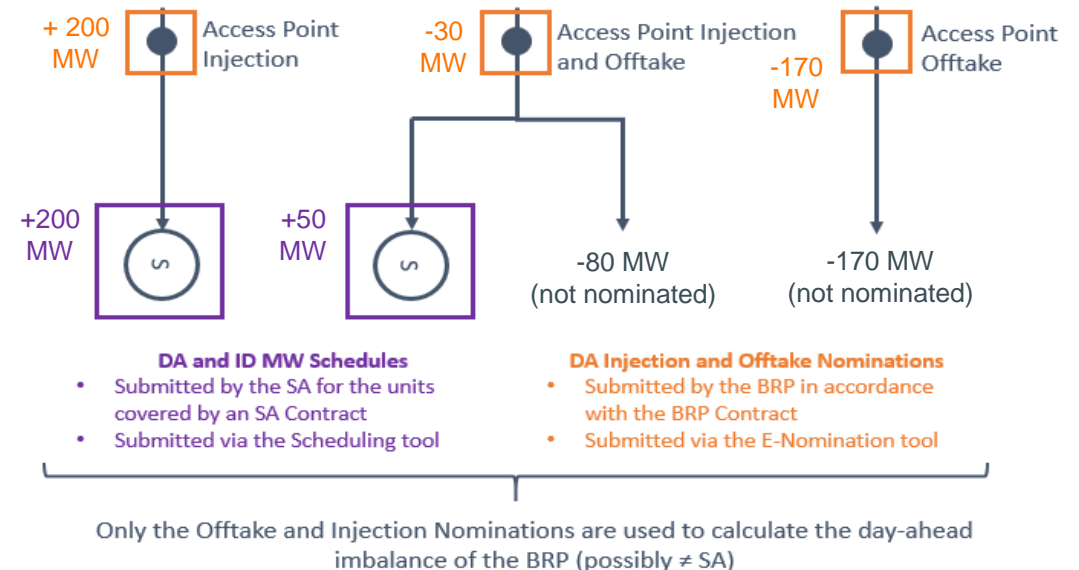 + 200
MW
Access Point
Injection
-30
MW
Access Point Injection
and Offtake
-170
MW
Access Point
Offtake
+200
MW
S
+50
MW
S
-80 MW
(not nominated)
-170 MW
(not nominated)
DA and ID MW Schedules
• Submitted by the SA for the units
covered by an SA Contract
• Submitted via the Scheduling tool
DA Injection and Offtake Nominations
• Submitted by the BRP in accordance
with the BRP Contract
• Submitted via the E-Nomination tool
Only the Offtake and Injection Nominations are used to calculate the day-ahead
imbalance of the BRP (possibly ≠ SA)